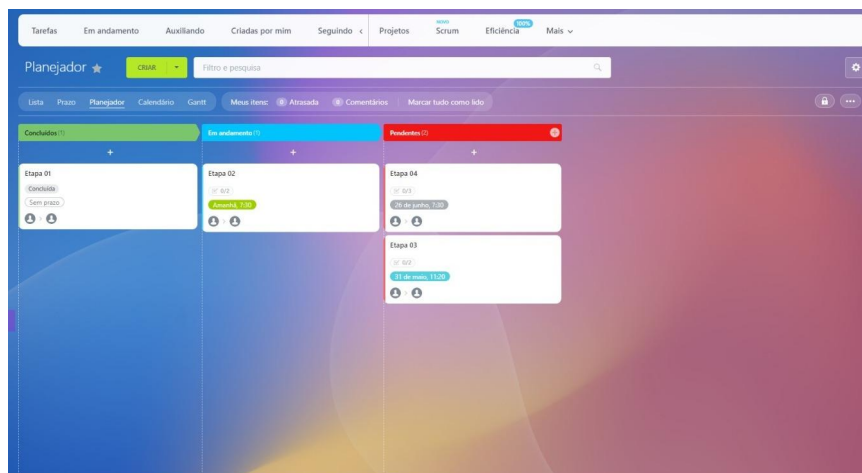 Tarefas Em andamento Auxiliando Criadas por mim Seguindo Projetos NOVO Scrum Eficiência 100% Mais
Planejador CRIAR Filtro e pesquisa
Lista Prazo Planejador Calendário Gantt Meus itens: 0 Atrasada 0 Comentários Marcar tudo como lido
Concluídos (1) Em andamento (1) Pendentes (2)
+ + +
Etapa 01
Concluída
Sem prazo
Etapa 02
0/2
Amanhã, 7:30
Etapa 04
0/3
26 de junho, 7:30
Etapa 03
0/2
31 de maio, 11:20